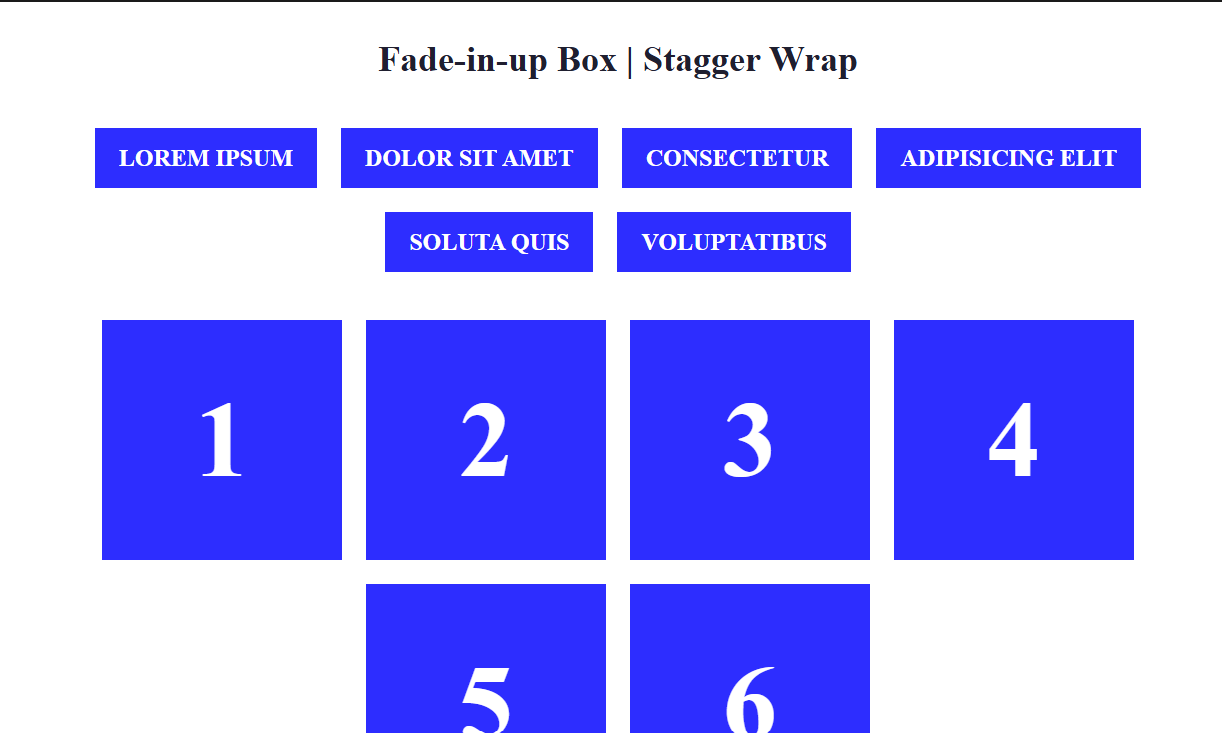 Fade-in-up Box | Stagger Wrap
LOREM IPSUM DOLOR SIT AMET CONSECTETUR ADIPISICING ELIT
SOLUTA QUIS VOLUPTATIBUS
1 2 3 4
5 6